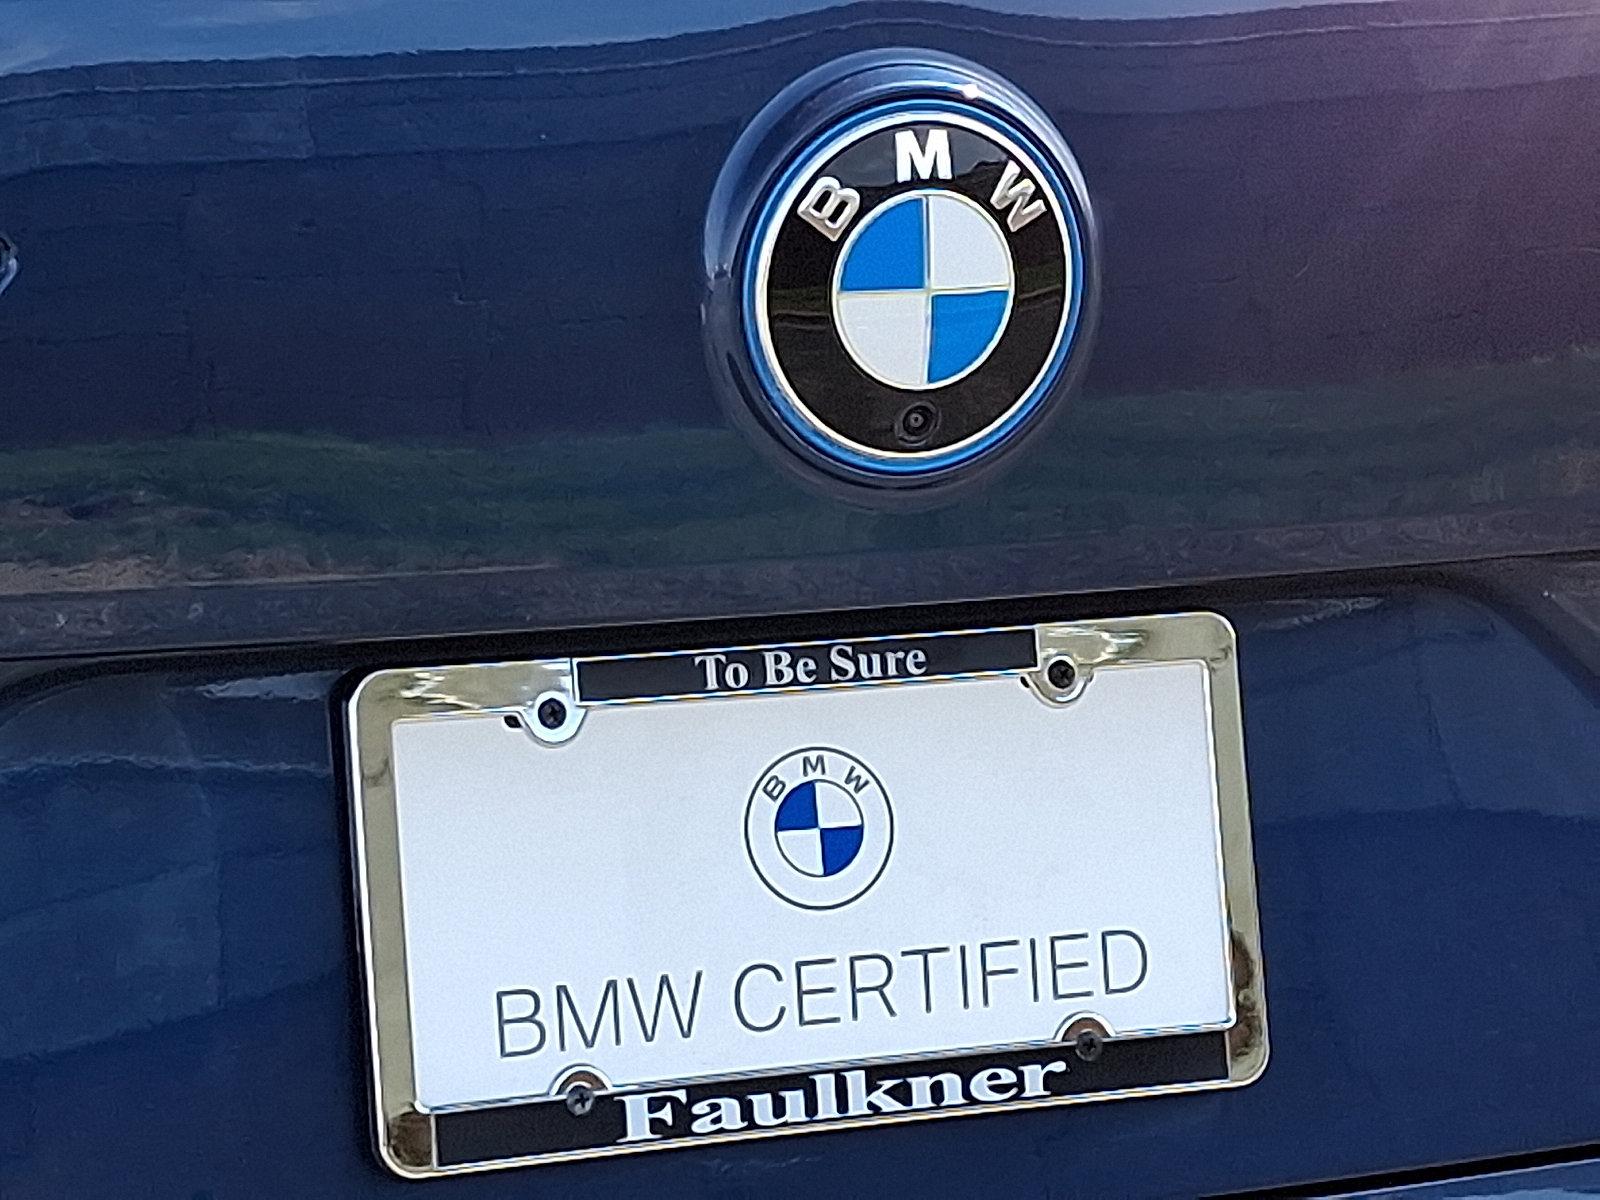 BMW
To Be Sure
BMW
BMW CERTIFIED
Faulkner